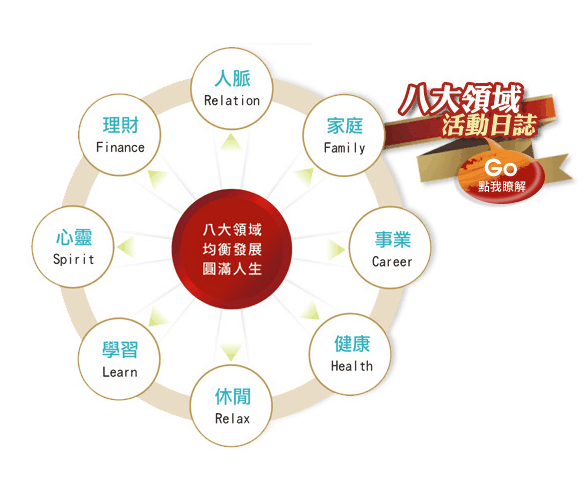 人脈
Relation
家庭
Family
事業
Career
健康
Health
休閒
Relax
學習
Learn
心靈
Spirit
理財
Finance
八大領域
均衡發展
圓滿人生
八大領域
活動日誌
Go
點我瞭解